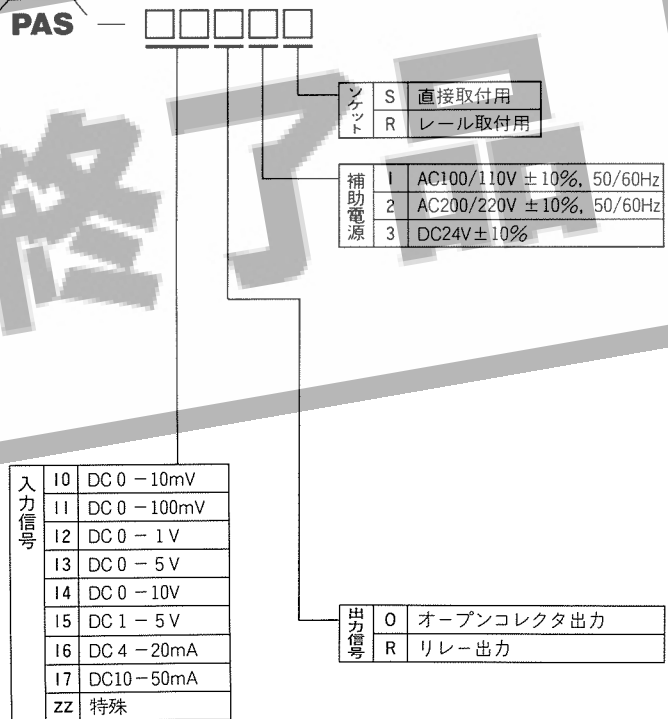 PAS — □□□□□
終了品
ソケット
S 直接取付用
R レール取付用
補助電源
1 AC100/110V ±10%, 50/60Hz
2 AC200/220V ±10%, 50/60Hz
3 DC24V±10%
入力信号
10 DC 0 －10mV
11 DC 0 －100mV
12 DC 0 － 1 V
13 DC 0 － 5 V
14 DC 0 －10V
15 DC 1 － 5 V
16 DC 4 －20mA
17 DC10－50mA
ZZ 特殊
出力信号
O オープンコレクタ出力
R リレー出力